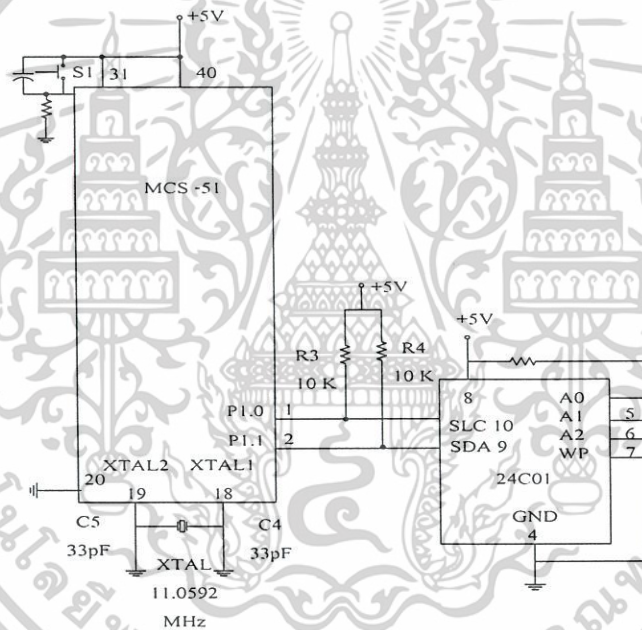 +5V
S1
31
40
MCS -51
+5V
R3
R4
10 K
10 K
+5V
8
P1.0
1
SLC 10
A0
A1
5
P1.1
2
SDA 9
A2
6
WP
7
XTAL2
XTAL1
20
24C01
19
18
GND
4
C5
C4
33pF
33pF
XTAL
11.0592
MHz